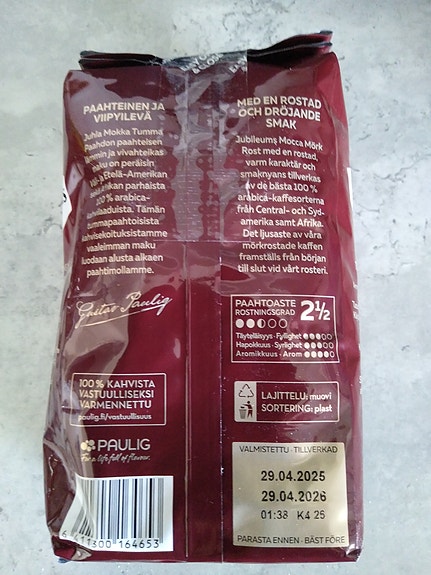 PAAHTEINEN JA
VIIPYILEVÄ
Juhla Mokka Tumma
Paahdon paahteisen
lämmin ja vivahteikas
maku on peräisin
Etelä-Amerikan
Afrikan parhaista
100 % arabica-
kahvilaaduista. Tämän
tummapaahtoisista
kahvisekoituksistamme
vaaleimman maku
luodaan alusta alkaen
paahtimollamme.
Gustav Paulig
100 % KAHVISTA
VASTUULLISEKSI
VARMENNETTU
paulig.fi/vastuullisuus
PAULIG
For a life full of flavour.
6 411300 164653
MED EN ROSTAD
OCH DRÖJANDE
SMAK
Jubileums Mocca Mörk
Rost med en rostad,
varm karaktär och
smaknyans tillverkas
av de bästa 100 %
arabica-kaffesorterna
från Central- och Syd-
amerika samt Afrika.
Det ljusaste av våra
mörkrostade kaffen
framställs från början
till slut vid vårt rosteri.
PAAHTOASTE
ROSTNINGSGRAD
2½
Täyteläisyys · Fyllighet
Hapokkuus · Syrlighet
Aromikkuus · Arom
LAJITTELU: muovi
SORTERING: plast
VALMISTETTU · TILLVERKAD
29.04.2025
29.04.2026
01:38 K4 25
PARASTA ENNEN · BÄST FÖRE